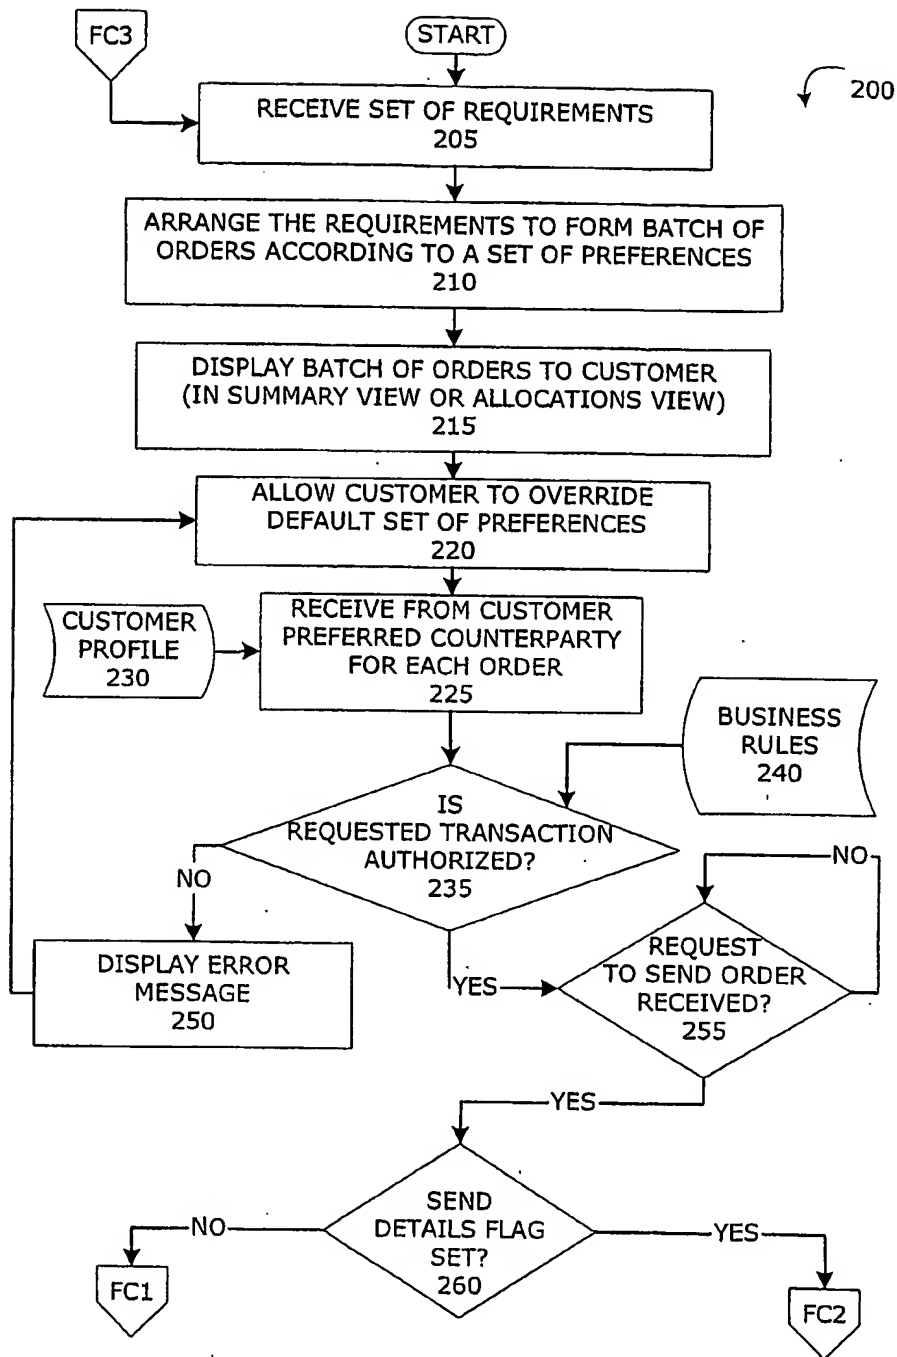 FC3
START
200
RECEIVE SET OF REQUIREMENTS
205
ARRANGE THE REQUIREMENTS TO FORM BATCH OF
ORDERS ACCORDING TO A SET OF PREFERENCES
210
DISPLAY BATCH OF ORDERS TO CUSTOMER
(IN SUMMARY VIEW OR ALLOCATIONS VIEW)
215
ALLOW CUSTOMER TO OVERRIDE
DEFAULT SET OF PREFERENCES
220
CUSTOMER
PROFILE
230
RECEIVE FROM CUSTOMER
PREFERRED COUNTERPARTY
FOR EACH ORDER
225
BUSINESS
RULES
240
IS
REQUESTED TRANSACTION
AUTHORIZED?
235
NO
NO
DISPLAY ERROR
MESSAGE
250
YES
REQUEST
TO SEND ORDER
RECEIVED?
255
YES
SEND
DETAILS FLAG
SET?
260
NO
YES
FC1
FC2